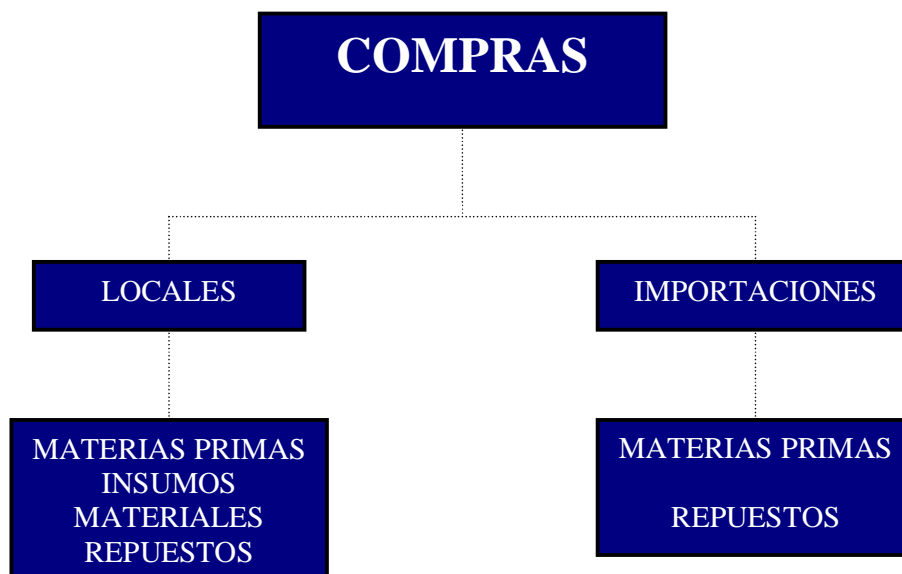 COMPRAS
LOCALES
IMPORTACIONES
MATERIAS PRIMAS
INSUMOS
MATERIALES
REPUESTOS
MATERIAS PRIMAS
REPUESTOS